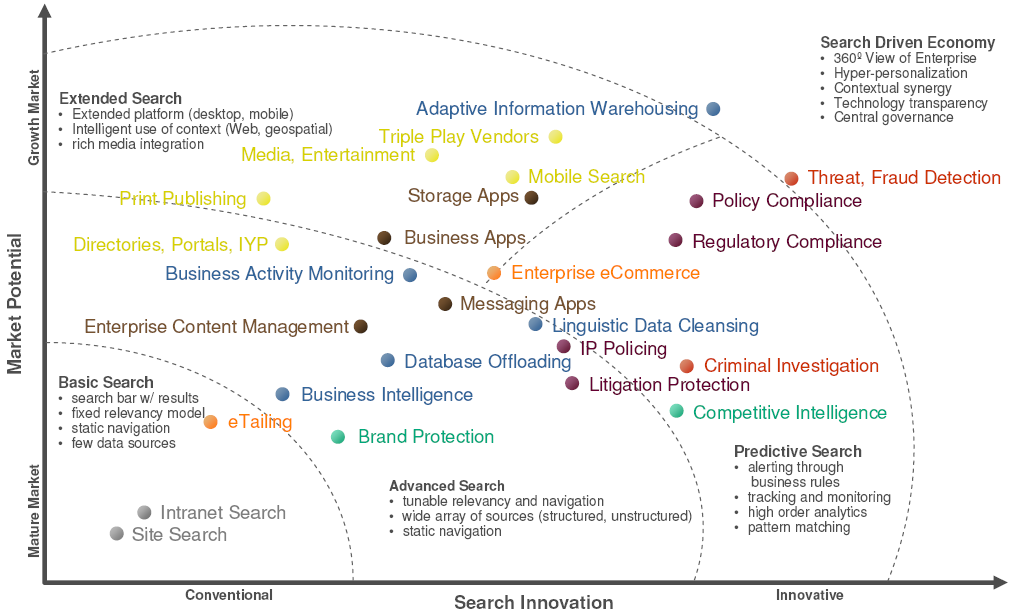 Search Driven Economy
• 360º View of Enterprise
• Hyper-personalization
• Contextual synergy
• Technology transparency
• Central governance
Extended Search
• Extended platform (desktop, mobile)
• Intelligent use of context (Web, geospatial)
• rich media integration
Adaptive Information Warehousing
Triple Play Vendors
Media, Entertainment
Mobile Search
Threat, Fraud Detection
Print Publishing
Storage Apps
Policy Compliance
Business Apps
Regulatory Compliance
Directories, Portals, IYP
Business Activity Monitoring
Enterprise eCommerce
Messaging Apps
Enterprise Content Management
Linguistic Data Cleansing
IP Policing
Database Offloading
Criminal Investigation
Litigation Protection
Business Intelligence
Competitive Intelligence
eTailing
Brand Protection
Basic Search
• search bar w/ results
• fixed relevancy model
• static navigation
• few data sources
Advanced Search
• tunable relevancy and navigation
• wide array of sources (structured, unstructured)
• static navigation
Predictive Search
• alerting through
business rules
• tracking and monitoring
• high order analytics
• pattern matching
Intranet Search
Site Search
Growth Market
Market Potential
Mature Market
Conventional
Search Innovation
Innovative